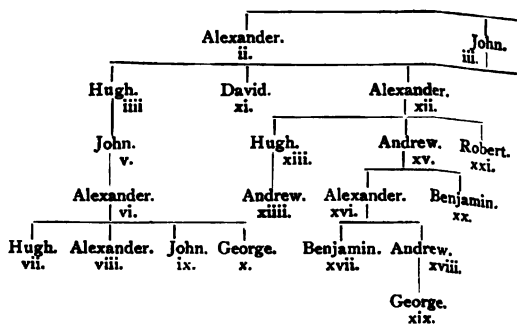 Alexander. John.
ii. iii.
Hugh. David. Alexander.
iiii xi. xii.
John. Hugh. Andrew. Robert.
v. xiii. xv. xxi.
Alexander. Andrew. Alexander. Benjamin.
vi. xiiii. xvi. xx.
Hugh. Alexander. John. George. Benjamin. Andrew.
vii. viii. ix. x. xvii. xviii.
George.
xix.